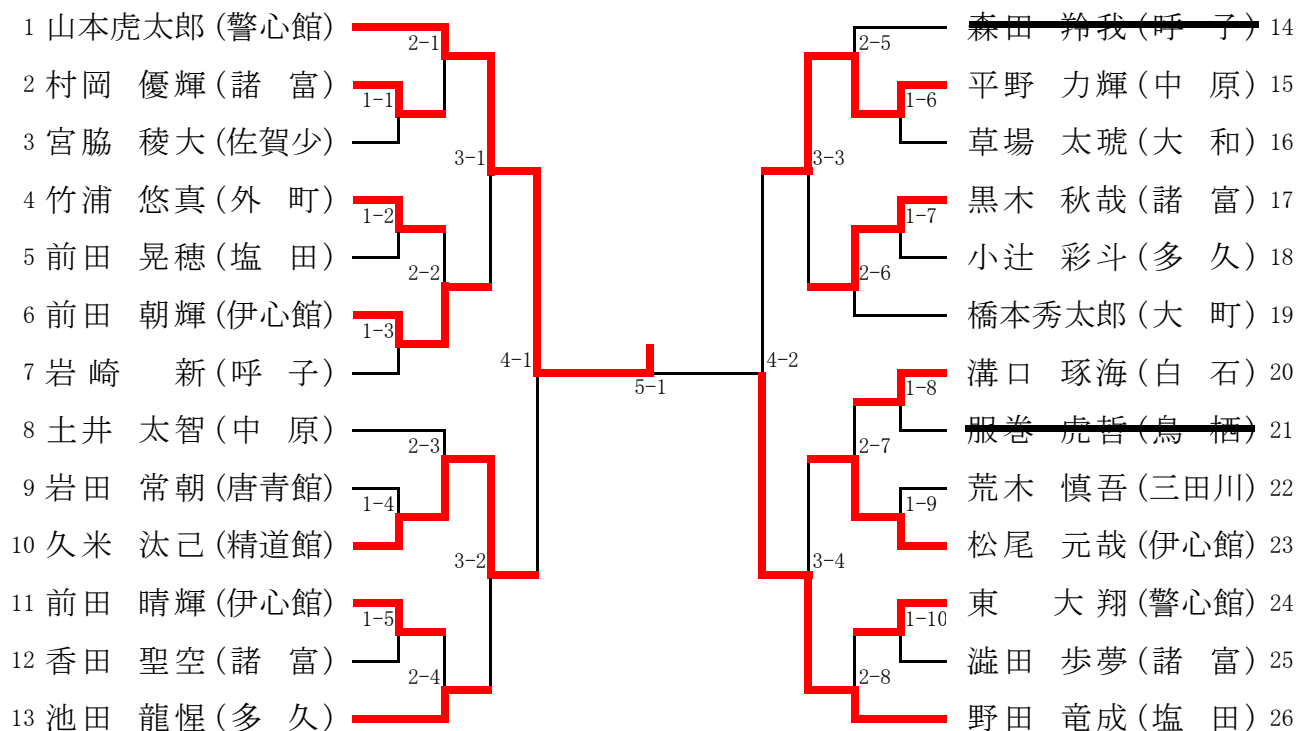 1 山本虎太郎(警心館)
2 村岡 優輝(諸 富)
3 宮脇 稜大(佐賀少)
4 竹浦 悠真(外 町)
5 前田 晃穂(塩 田)
6 前田 朝輝(伊心館)
7 岩崎 新(呼 子)
8 土井 太智(中 原)
9 岩田 常朝(唐青館)
10 久米 汰己(精道館)
11 前田 晴輝(伊心館)
12 香田 聖空(諸 富)
13 池田 龍惺(多 久)
2-1
1-1
3-1
1-2
2-2
1-3
4-1
2-3
1-4
3-2
1-5
2-4
5-1
2-5
1-6
3-3
1-7
2-6
4-2
1-8
2-7
1-9
3-4
1-10
2-8
森田 羚我(呼 子) 14
平野 力輝(中 原) 15
草場 太琥(大 和) 16
黒木 秋哉(諸 富) 17
小辻 彩斗(多 久) 18
橋本秀太郎(大 町) 19
溝口 琢海(白 石) 20
服巻 虎哲(鳥 栖) 21
荒木 慎吾(三田川) 22
松尾 元哉(伊心館) 23
東 大翔(警心館) 24
澁田 歩夢(諸 富) 25
野田 竜成(塩 田) 26